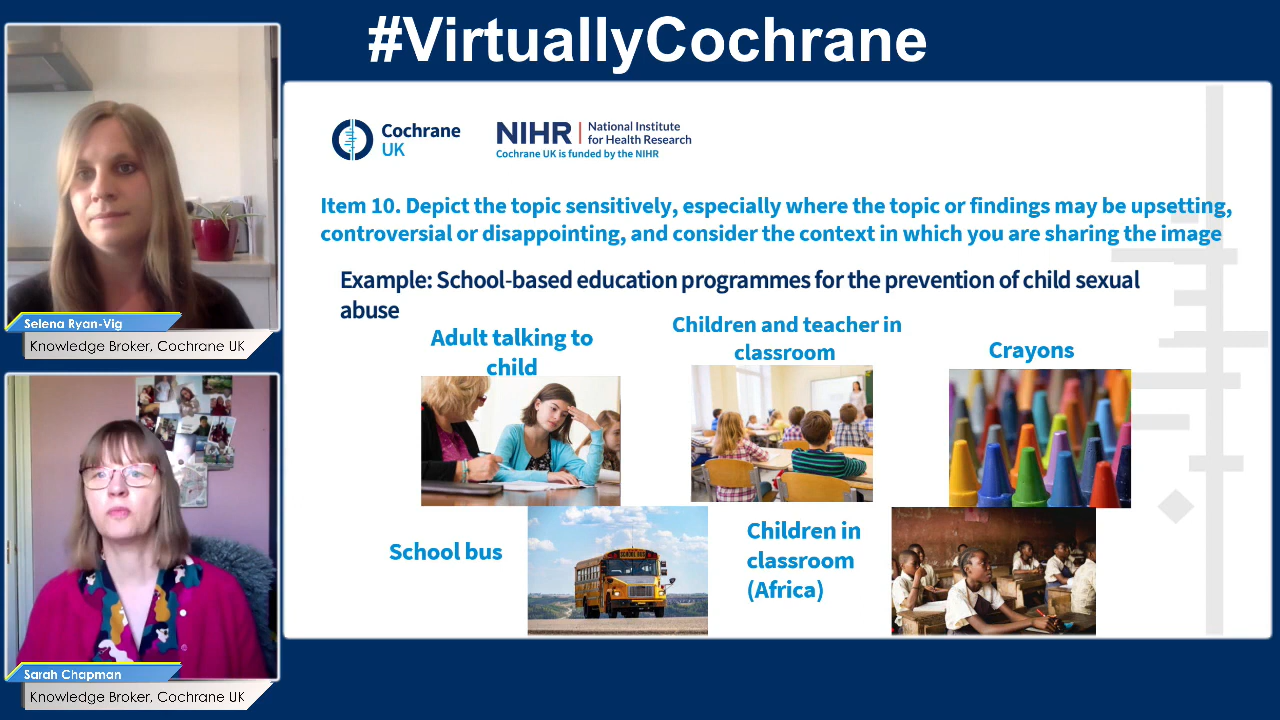 #VirtuallyCochrane
Selena Ryan-Vig
Knowledge Broker, Cochrane UK
Sarah Chapman
Knowledge Broker, Cochrane UK
Cochrane
UK
NIHR | National Institute
for Health Research
Cochrane UK is funded by the NIHR
Item 10. Depict the topic sensitively, especially where the topic or findings may be upsetting,
controversial or disappointing, and consider the context in which you are sharing the image
Example: School-based education programmes for the prevention of child sexual
abuse
Adult talking to
child
Children and teacher in
classroom
Crayons
School bus
SCHOOL BUS
Children in
classroom
(Africa)